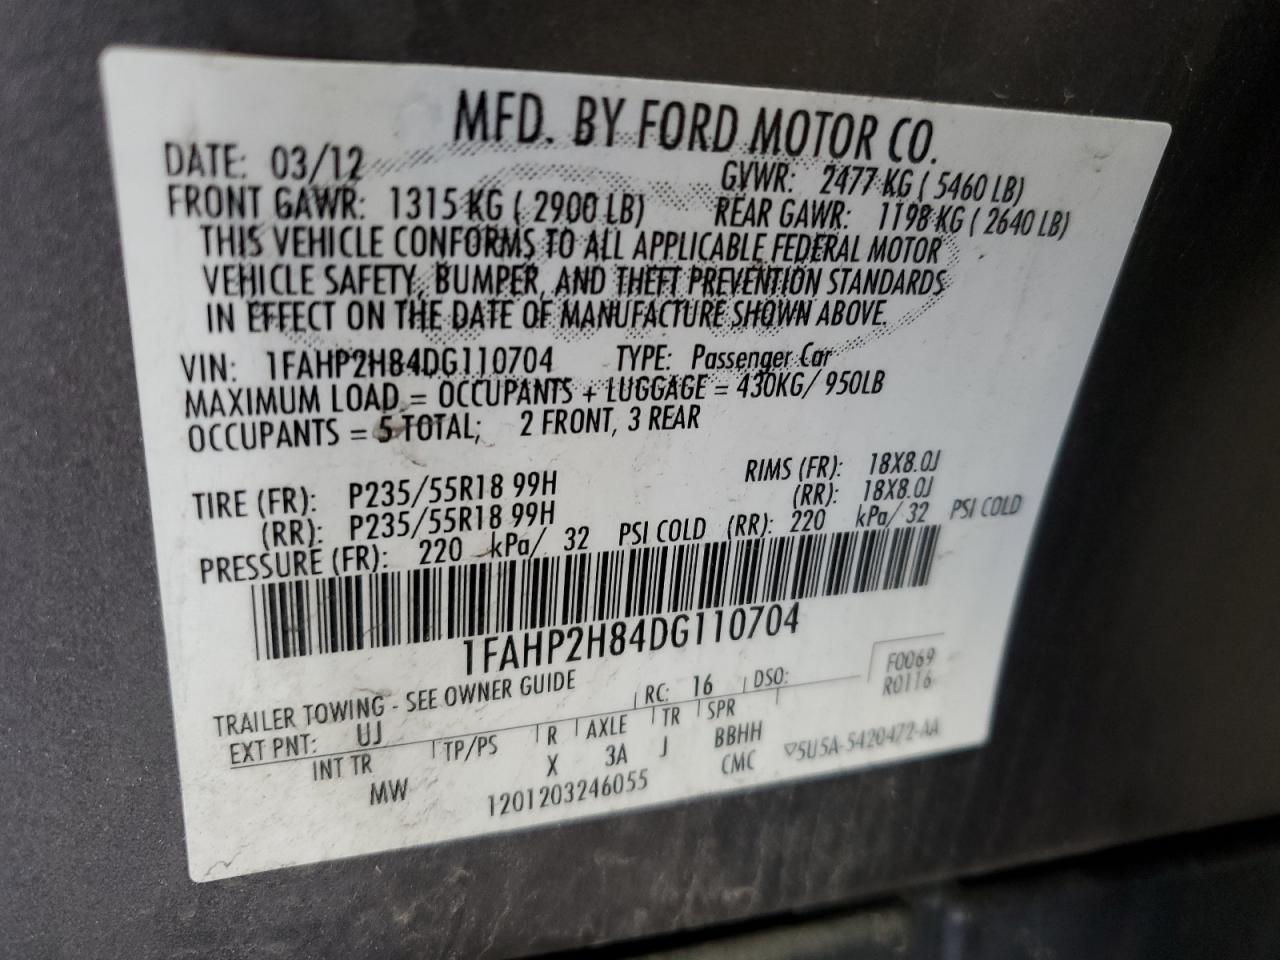 MFD. BY FORD MOTOR CO.
DATE: 03/12 GVWR: 2477 KG ( 5460 LB)
FRONT GAWR: 1315 KG ( 2900 LB) REAR GAWR: 1198 KG ( 2640 LB)
THIS VEHICLE CONFORMS TO ALL APPLICABLE FEDERAL MOTOR
VEHICLE SAFETY, BUMPER, AND THEFT PREVENTION STANDARDS
IN EFFECT ON THE DATE OF MANUFACTURE SHOWN ABOVE.
VIN: 1FAHP2H84DG110704 TYPE: Passenger Car
MAXIMUM LOAD = OCCUPANTS + LUGGAGE = 430KG/ 950LB
OCCUPANTS = 5 TOTAL; 2 FRONT, 3 REAR
TIRE (FR): P235/55R18 99H RIMS (FR): 18X8.0J
(RR): P235/55R18 99H (RR): 18X8.0J
PRESSURE (FR): 220 kPa/ 32 PSI COLD (RR): 220 kPa/ 32 PSI COLD
1FAHP2H84DG110704
TRAILER TOWING - SEE OWNER GUIDE F0069
EXT PNT: UJ RC: 16 DSO: R0116
INT TR TP/PS R AXLE TR SPR
MW X 3A J BBHH ▽5U5A-5420472-AA
1201203246055 CMC